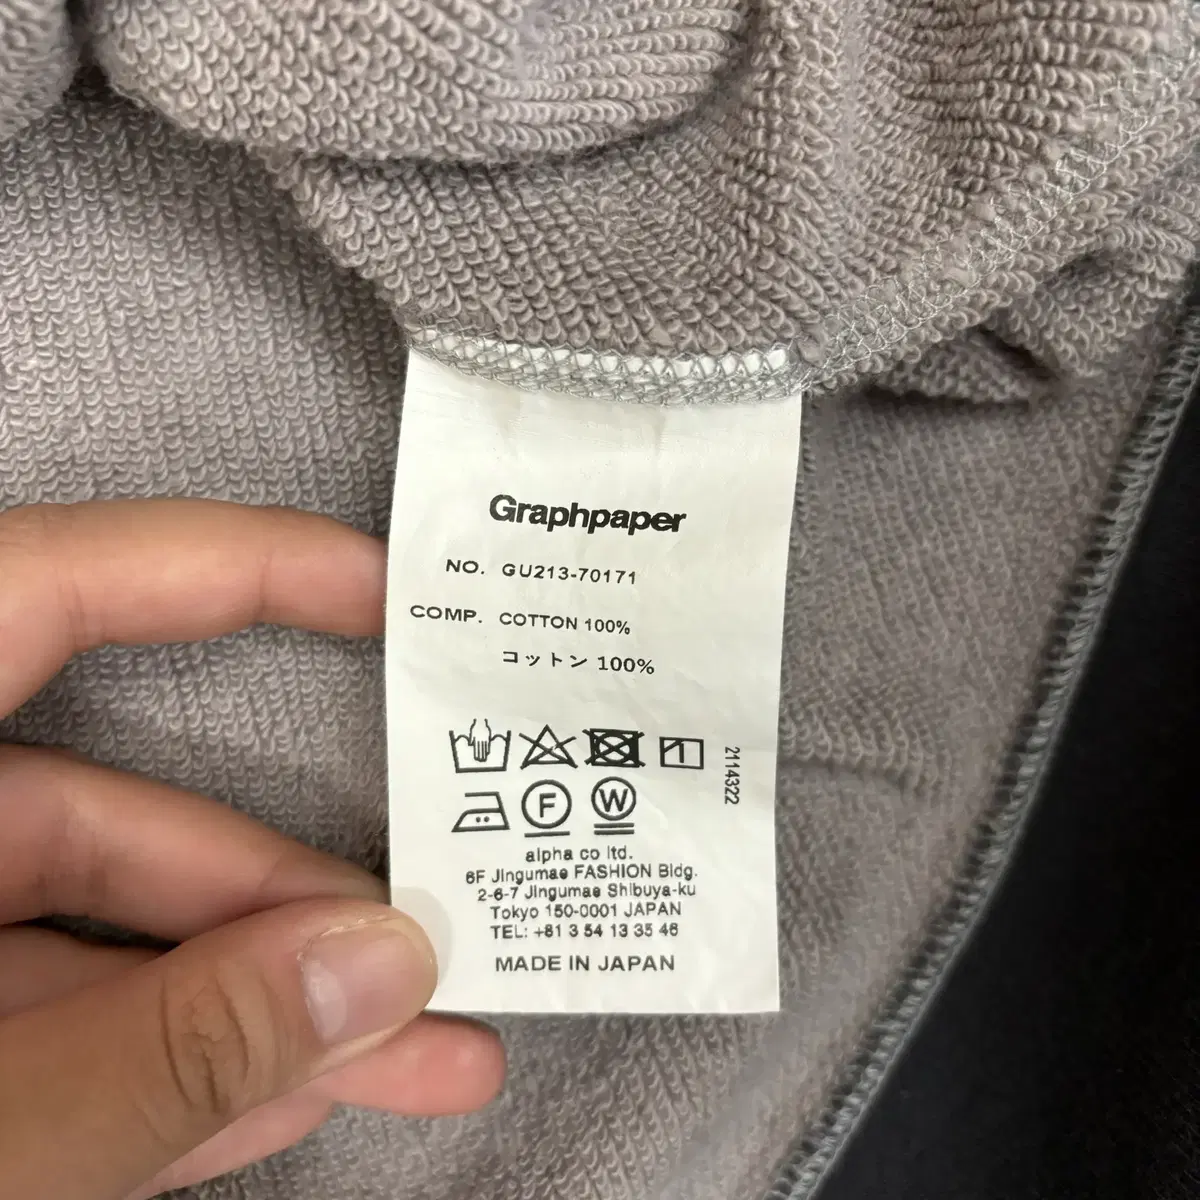 Graphpaper
NO. GU213-70171
COMP. COTTON 100%
コットン 100%
2114322
F W
alpha co ltd.
6F Jingumae FASHION Bldg.
2-6-7 Jingumae Shibuya-ku
Tokyo 150-0001 JAPAN
TEL: +81 3 54 13 35 46
MADE IN JAPAN